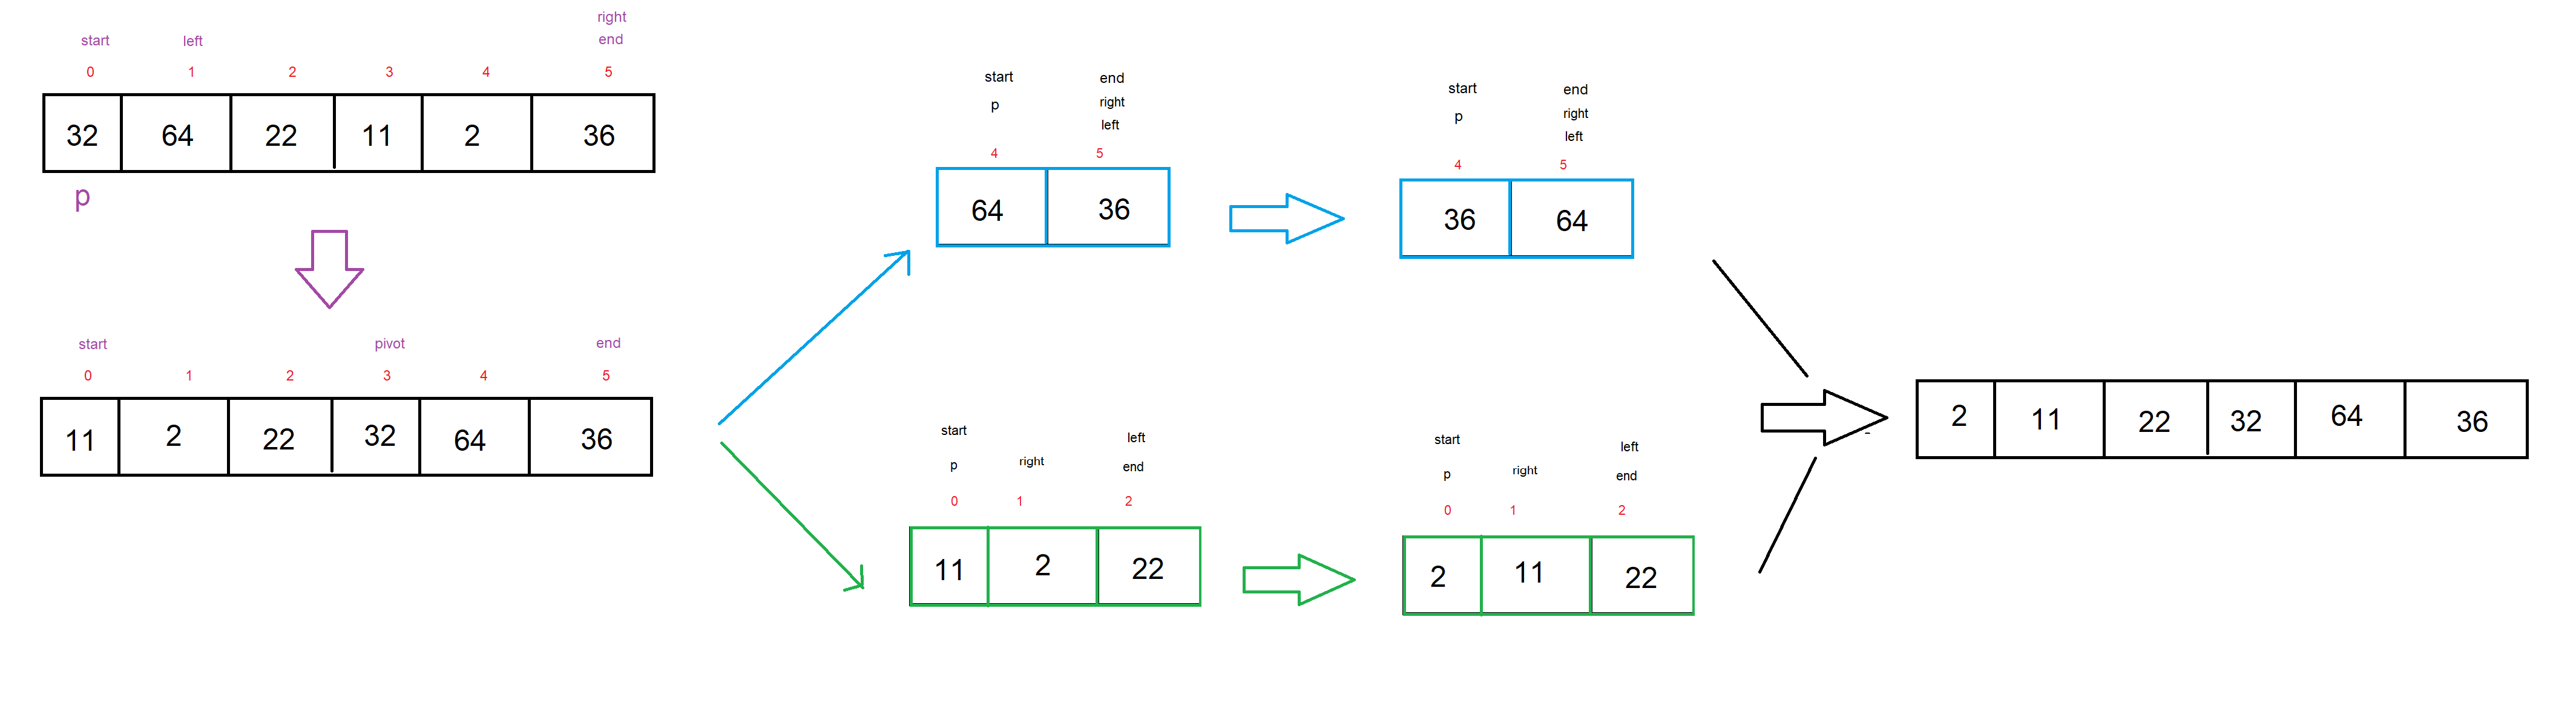 right
start left end
0 1 2 3 4 5
32 64 22 11 2 36
p
start pivot end
0 1 2 3 4 5
11 2 22 32 64 36
start end
p right
left
4 5
64 36
start end
p right
left
4 5
36 64
start left
p right end
0 1 2
11 2 22
start left
p right end
0 1 2
2 11 22
2 11 22 32 64 36